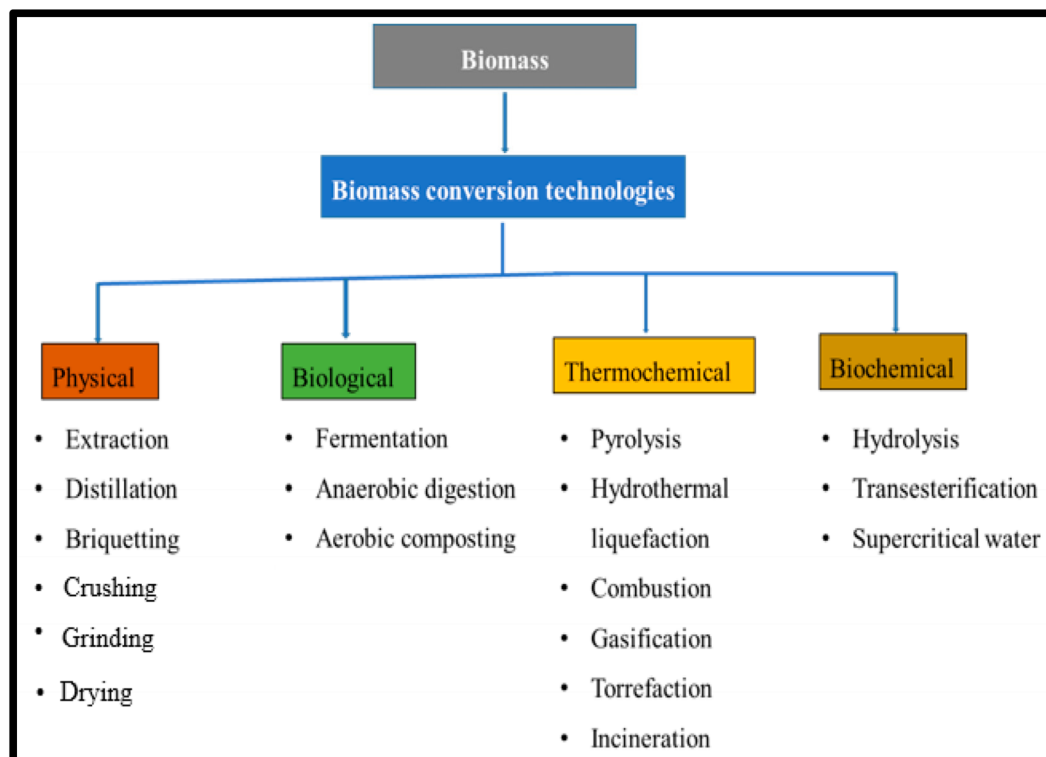 Biomass
Biomass conversion technologies
Physical
• Extraction
• Distillation
• Briquetting
• Crushing
• Grinding
• Drying
Biological
• Fermentation
• Anaerobic digestion
• Aerobic composting
Thermochemical
• Pyrolysis
• Hydrothermal
liquefaction
• Combustion
• Gasification
• Torrefaction
• Incineration
Biochemical
• Hydrolysis
• Transesterification
• Supercritical water